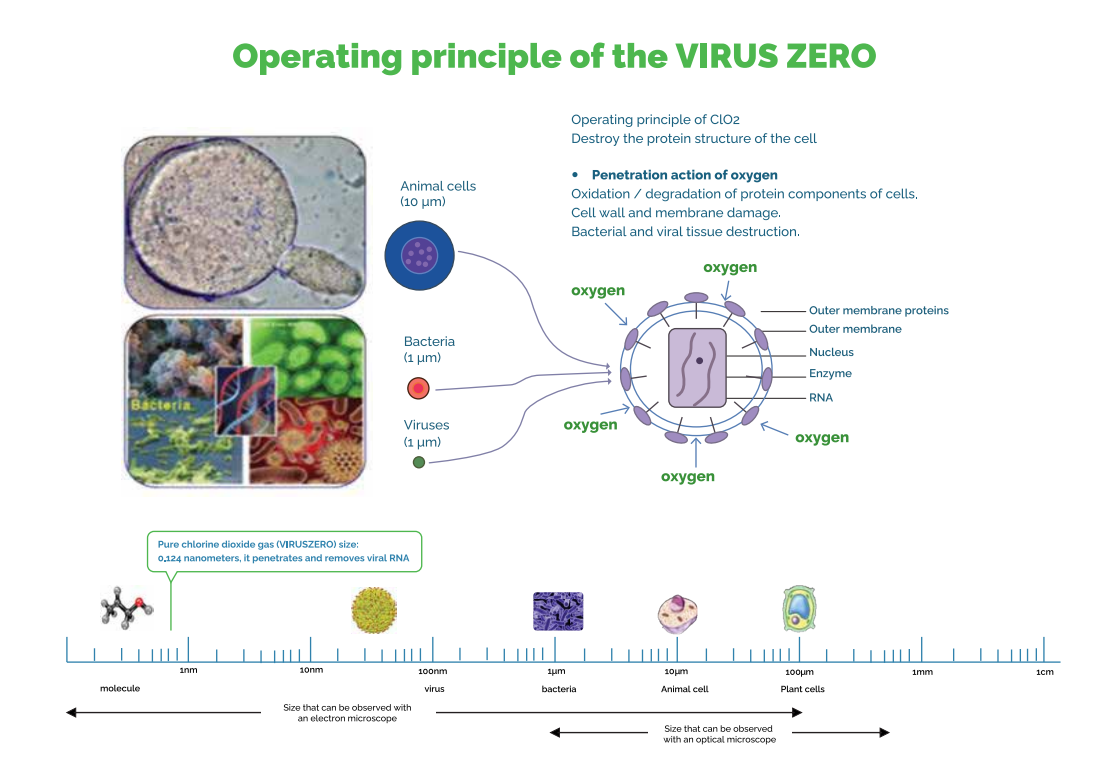 Operating principle of the VIRUS ZERO
Operating principle of ClO2
Destroy the protein structure of the cell
• Penetration action of oxygen
Oxidation / degradation of protein components of cells.
Cell wall and membrane damage.
Bacterial and viral tissue destruction.
Animal cells
(10 µm)
Bacteria
(1 µm)
Viruses
(1 µm)
Bacteria
oxygen
oxygen
oxygen
oxygen
oxygen
Outer membrane proteins
Outer membrane
Nucleus
Enzyme
RNA
Pure chlorine dioxide gas (VIRUSZERO) size:
0,124 nanometers, it penetrates and removes viral RNA
1nm
10nm
100nm
1µm
10µm
100µm
1mm
1cm
molecule
virus
bacteria
Animal cell
Plant cells
Size that can be observed with
an electron microscope
Size that can be observed
with an optical microscope